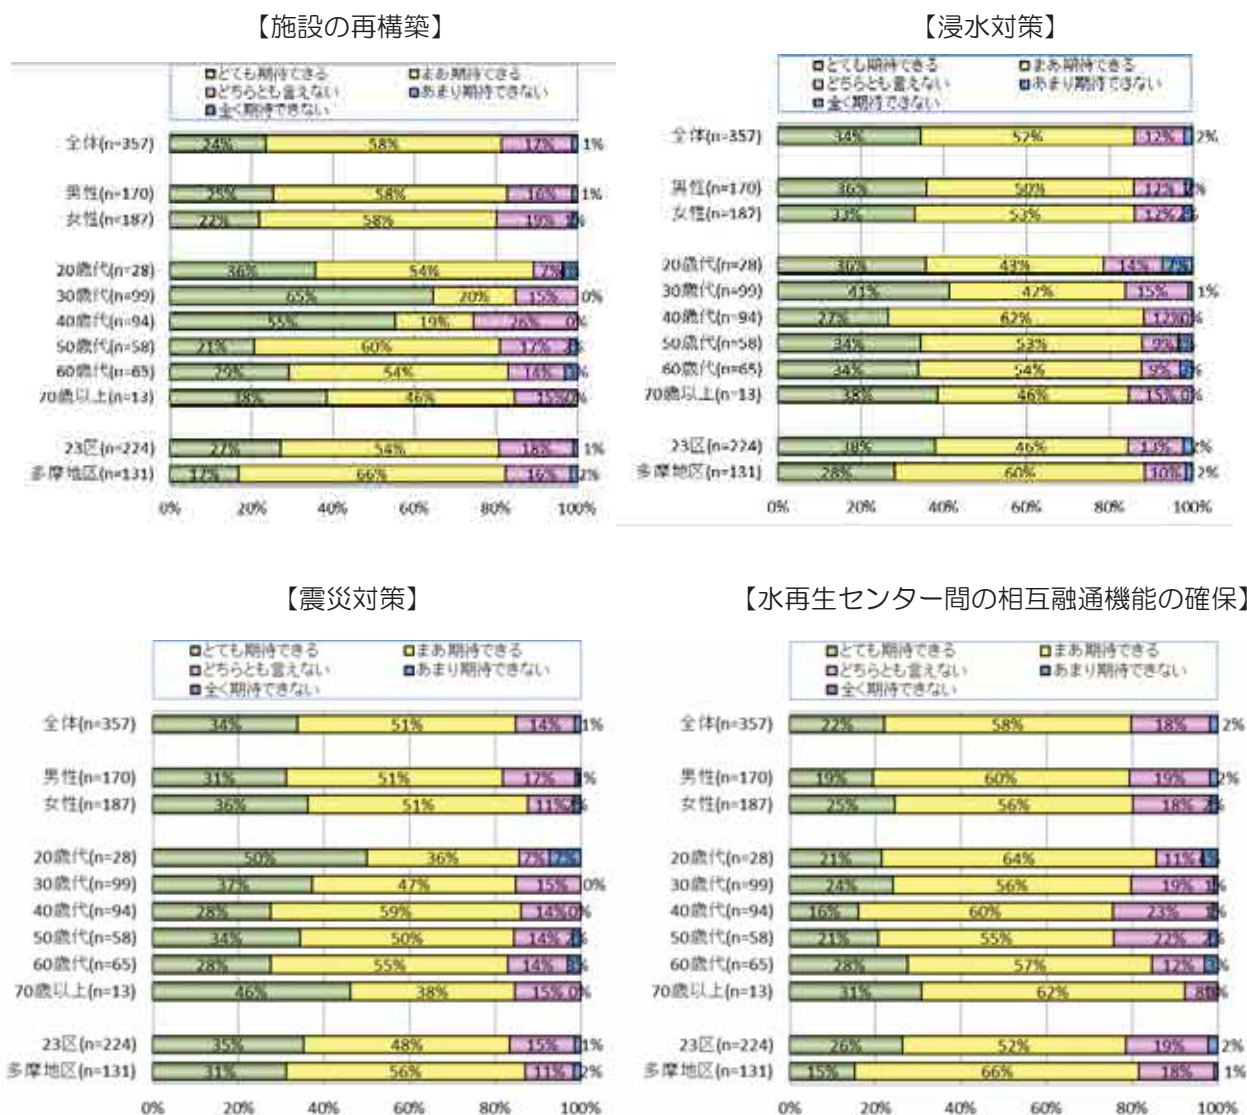 【施設の再構築】
とても期待できる まあ期待できる
どちらとも言えない あまり期待できない
全く期待できない
全体(n=357) 24% 58% 17% 1%
男性(n=170) 25% 58% 16% 1%
女性(n=187) 22% 58% 19%
20歳代(n=28) 36% 54% 7%
30歳代(n=99) 65% 20% 15% 0%
40歳代(n=94) 55% 19% 26% 0%
50歳代(n=58) 21% 60% 17%
60歳代(n=65) 29% 54% 14% 3%
70歳以上(n=13) 38% 46% 15% 0%
23区(n=224) 27% 54% 18% 1%
多摩地区(n=131) 17% 66% 16% 2%
0% 20% 40% 60% 80% 100%
【浸水対策】
とても期待できる まあ期待できる
どちらとも言えない あまり期待できない
全く期待できない
全体(n=357) 34% 52% 12% 2%
男性(n=170) 36% 50% 12%
女性(n=187) 33% 53% 12% 2%
20歳代(n=28) 36% 43% 14% 7%
30歳代(n=99) 41% 42% 15% 1%
40歳代(n=94) 27% 62% 12% 0%
50歳代(n=58) 34% 53% 9%
60歳代(n=65) 34% 54% 9% 3%
70歳以上(n=13) 38% 46% 15% 0%
23区(n=224) 38% 46% 13% 2%
多摩地区(n=131) 28% 60% 10% 2%
0% 20% 40% 60% 80% 100%
【震災対策】
とても期待できる まあ期待できる
どちらとも言えない あまり期待できない
全く期待できない
全体(n=357) 34% 51% 14% 1%
男性(n=170) 31% 51% 17% 1%
女性(n=187) 36% 51% 11% 2%
20歳代(n=28) 50% 36% 7% 7%
30歳代(n=99) 37% 47% 15% 0%
40歳代(n=94) 28% 59% 14% 0%
50歳代(n=58) 34% 50% 14% 2%
60歳代(n=65) 28% 55% 14% 3%
70歳以上(n=13) 46% 38% 15% 0%
23区(n=224) 35% 48% 15% 1%
多摩地区(n=131) 31% 56% 11% 2%
0% 20% 40% 60% 80% 100%
【水再生センター間の相互融通機能の確保】
とても期待できる まあ期待できる
どちらとも言えない あまり期待できない
全く期待できない
全体(n=357) 22% 58% 18% 2%
男性(n=170) 19% 60% 19% 2%
女性(n=187) 25% 56% 18% 2%
20歳代(n=28) 21% 64% 11% 4%
30歳代(n=99) 24% 56% 19% 1%
40歳代(n=94) 16% 60% 23% 1%
50歳代(n=58) 21% 55% 22% 2%
60歳代(n=65) 28% 57% 12% 3%
70歳以上(n=13) 31% 62% 8% 0%
23区(n=224) 26% 52% 19% 2%
多摩地区(n=131) 15% 66% 18% 1%
0% 20% 40% 60% 80% 100%